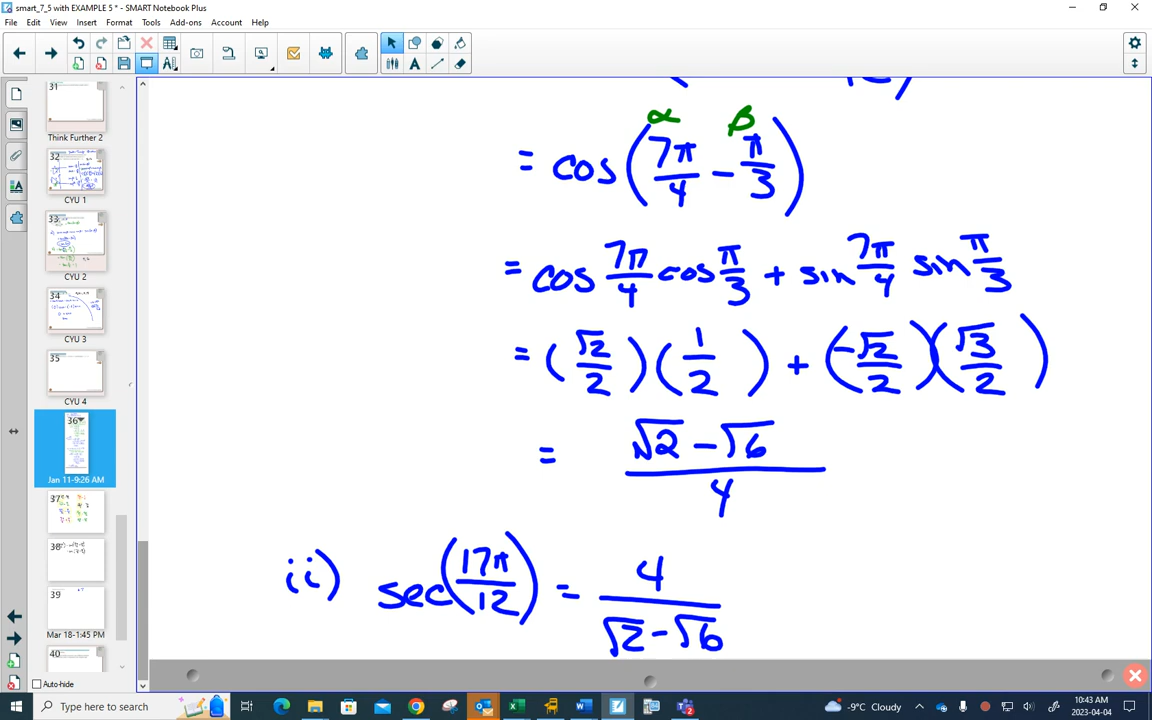 smart_7_5 with EXAMPLE 5 * - SMART Notebook Plus
File Edit View Insert Format Tools Add-ons Account Help
31
Think Further 2
32
CYU 1
33
CYU 2
34
CYU 3
35
CYU 4
36
Jan 11-9:26 AM
37
38
39
Mar 18-1:45 PM
40
Auto-hide
α β
= cos(7π/4 − π/3)
= cos 7π/4 cos π/3 + sin 7π/4 sin π/3
= (√2/2)(1/2) + (−√2/2)(√3/2)
= √2 − √6 / 4
ii) sec(17π/12) = 4 / √2 − √6
Type here to search
-9°C Cloudy
10:43 AM
2023-04-04